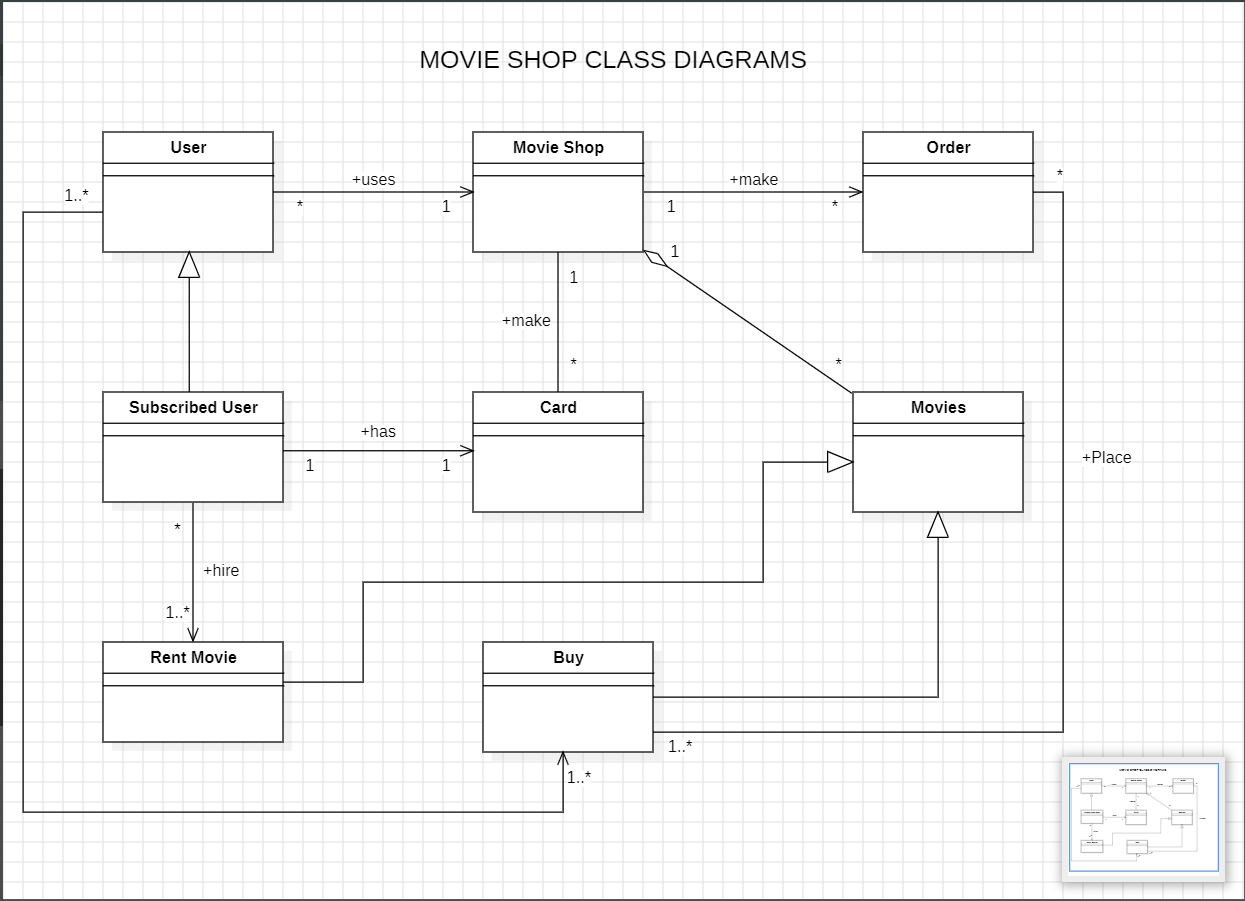 MOVIE SHOP CLASS DIAGRAMS
User
Movie Shop
Order
+uses
+make
*
1..*
*
1
1
*
1
1
+make
*
*
Subscribed User
Card
Movies
+has
1
1
+Place
*
+hire
1..*
Rent Movie
Buy
1..*
1..*